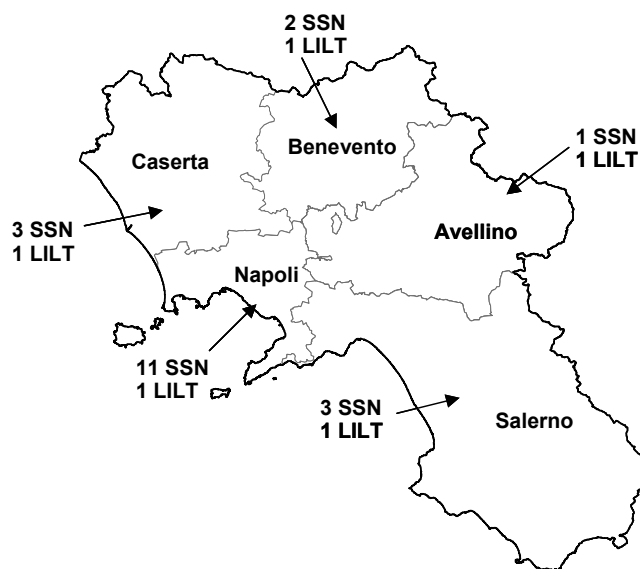 2 SSN
1 LILT
Benevento
1 SSN
1 LILT
Caserta
3 SSN
1 LILT
Avellino
Napoli
11 SSN
1 LILT
3 SSN
1 LILT
Salerno